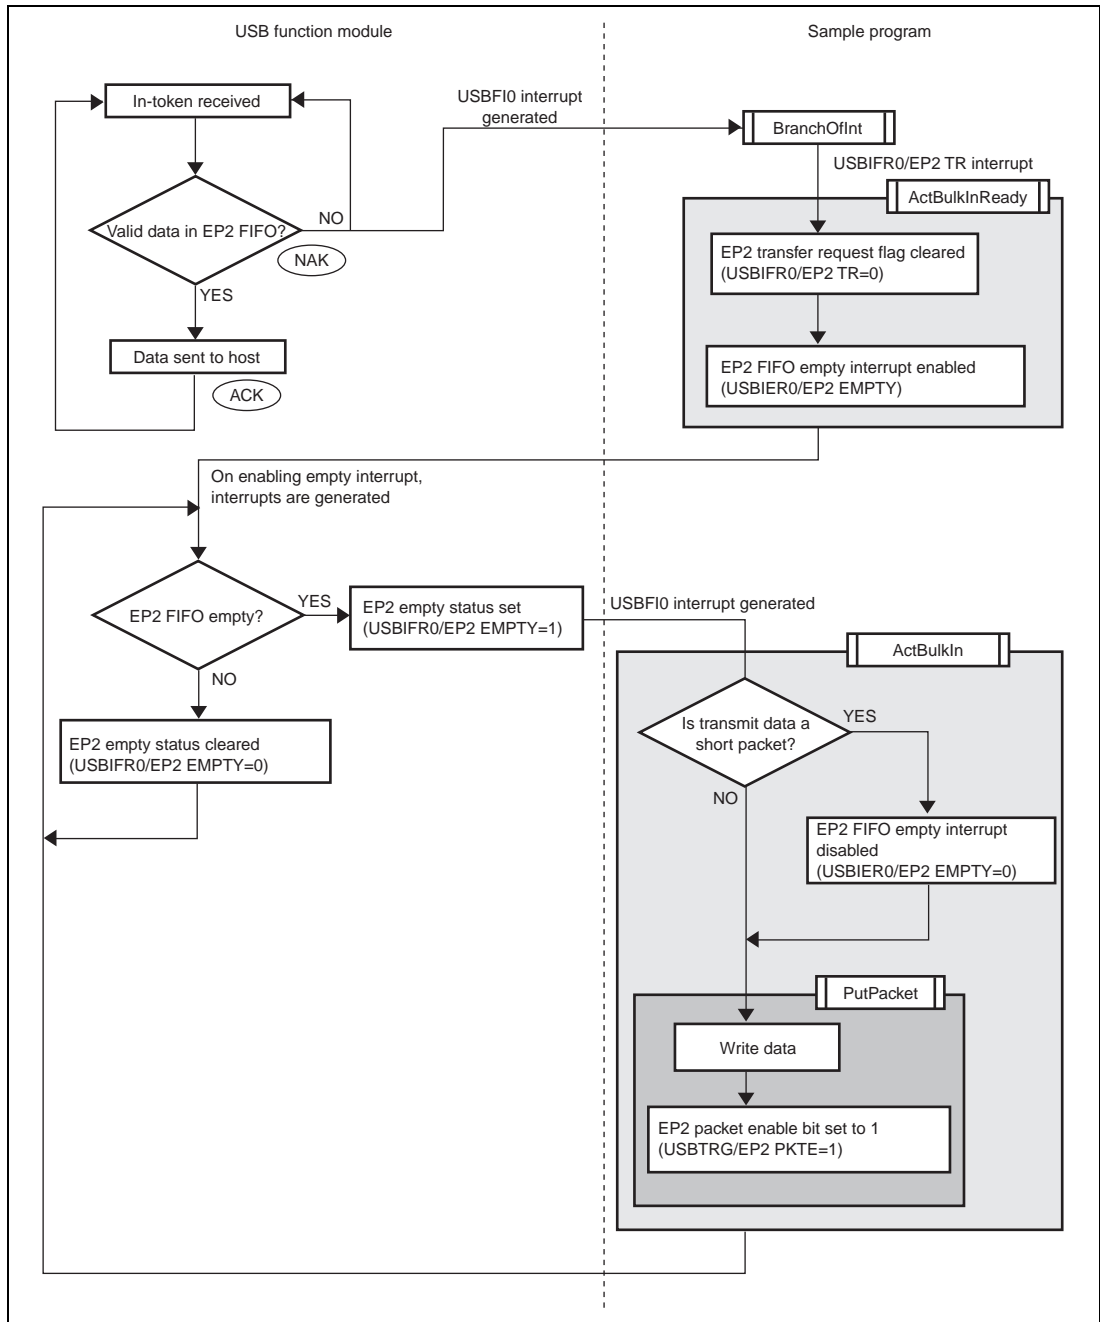 USB function module
Sample program
In-token received
USBFI0 interrupt
generated
BranchOfInt
USBIFR0/EP2 TR interrupt
ActBulkInReady
Valid data in EP2 FIFO?
NO
NAK
YES
EP2 transfer request flag cleared
(USBIFR0/EP2 TR=0)
Data sent to host
ACK
EP2 FIFO empty interrupt enabled
(USBIER0/EP2 EMPTY)
On enabling empty interrupt,
interrupts are generated
EP2 FIFO empty?
YES
EP2 empty status set
(USBIFR0/EP2 EMPTY=1)
USBFI0 interrupt generated
NO
ActBulkIn
EP2 empty status cleared
(USBIFR0/EP2 EMPTY=0)
Is transmit data a
short packet?
YES
NO
EP2 FIFO empty interrupt
disabled
(USBIER0/EP2 EMPTY=0)
PutPacket
Write data
EP2 packet enable bit set to 1
(USBTRG/EP2 PKTE=1)